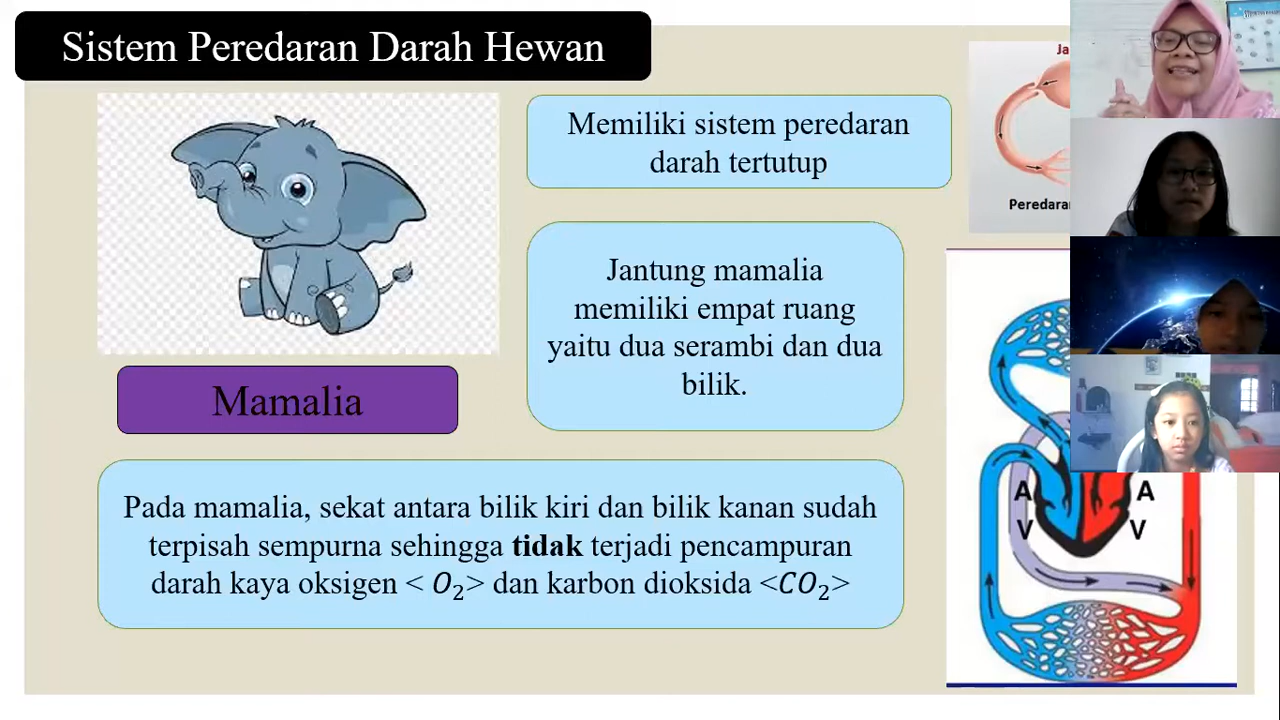 Sistem Peredaran Darah Hewan
Memiliki sistem peredaran
darah tertutup
Jantung mamalia
memiliki empat ruang
yaitu dua serambi dan dua
bilik.
Mamalia
Pada mamalia, sekat antara bilik kiri dan bilik kanan sudah
terpisah sempurna sehingga tidak terjadi pencampuran
darah kaya oksigen < O₂> dan karbon dioksida <CO₂>
A A
V V